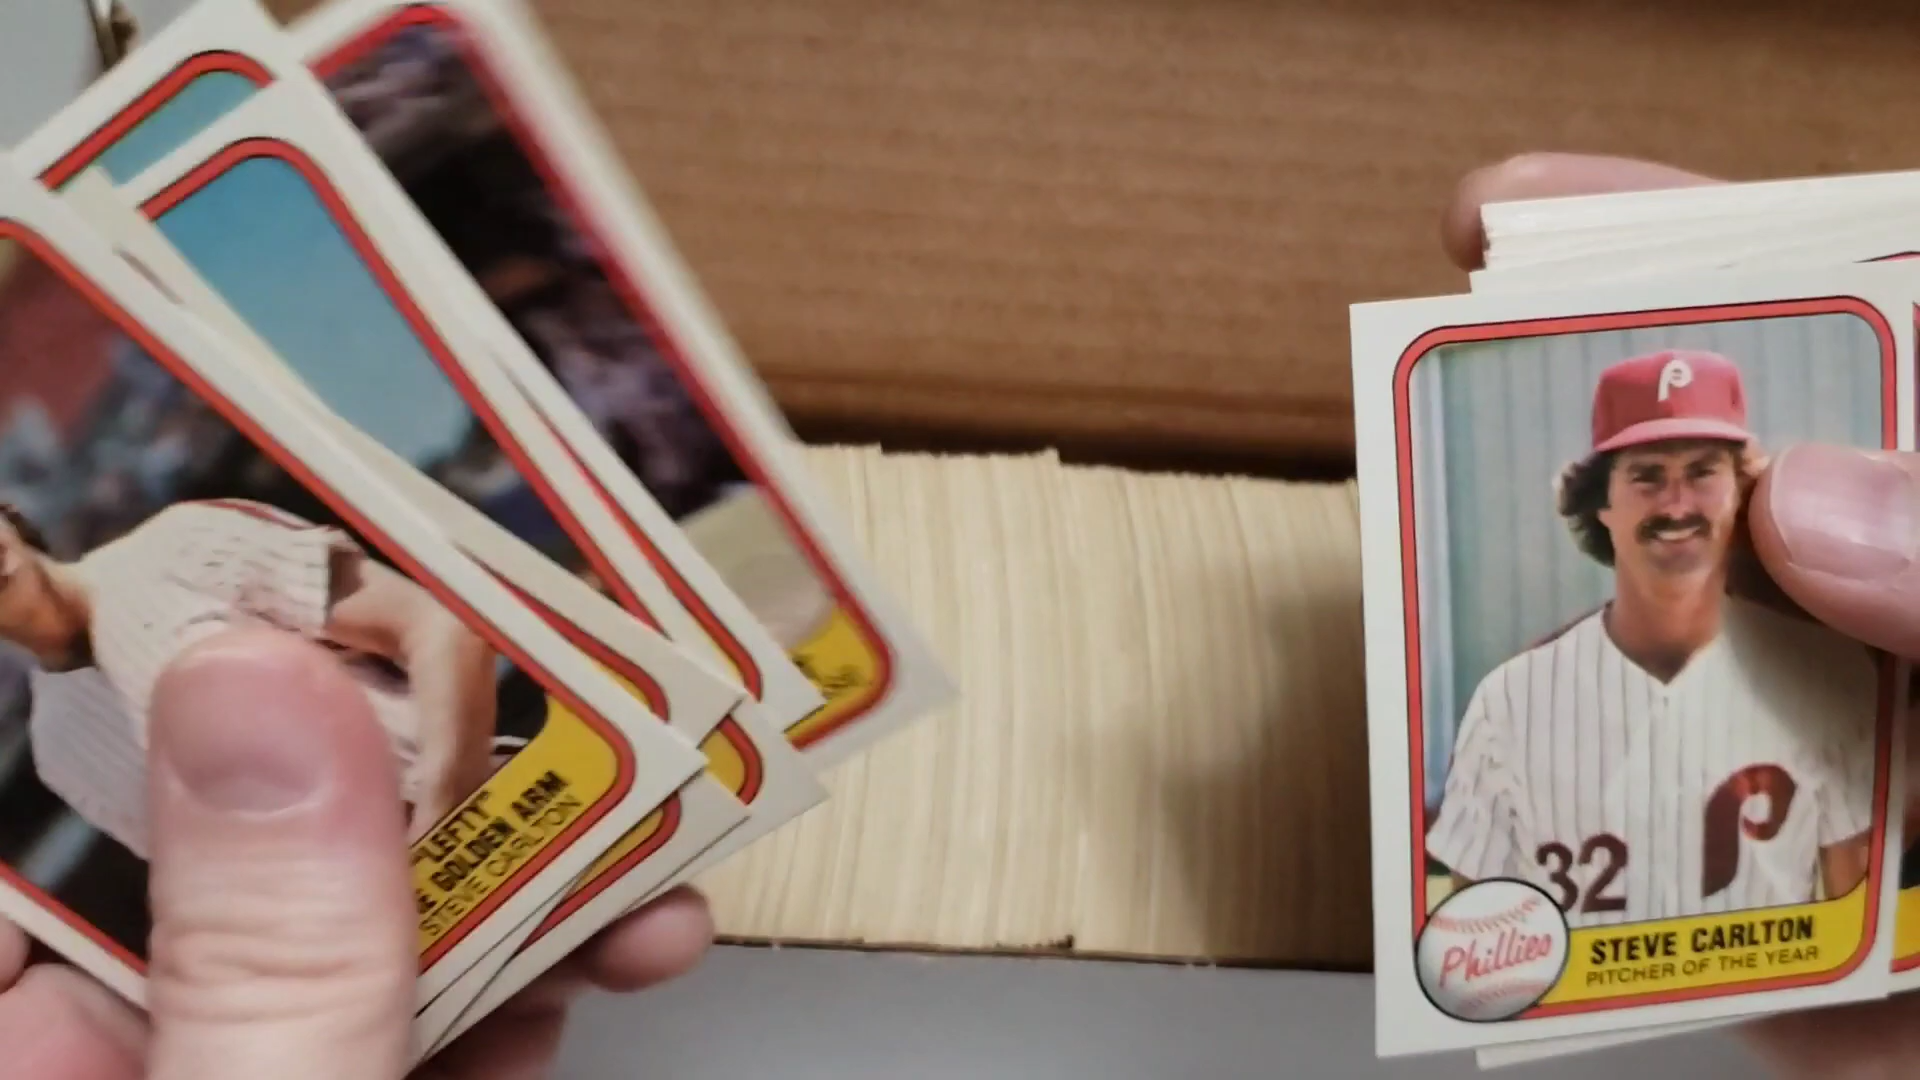 "LEFTY"
GOLDEN ARM
STEVE CARLTON
P
32
P
Phillies
STEVE CARLTON
PITCHER OF THE YEAR